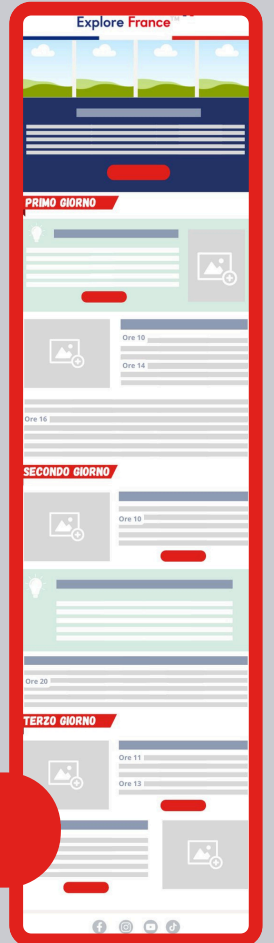 Explore France™
PRIMO GIORNO
Ore 10
Ore 14
Ore 16
SECONDO GIORNO
Ore 10
Ore 20
TERZO GIORNO
Ore 11
Ore 13